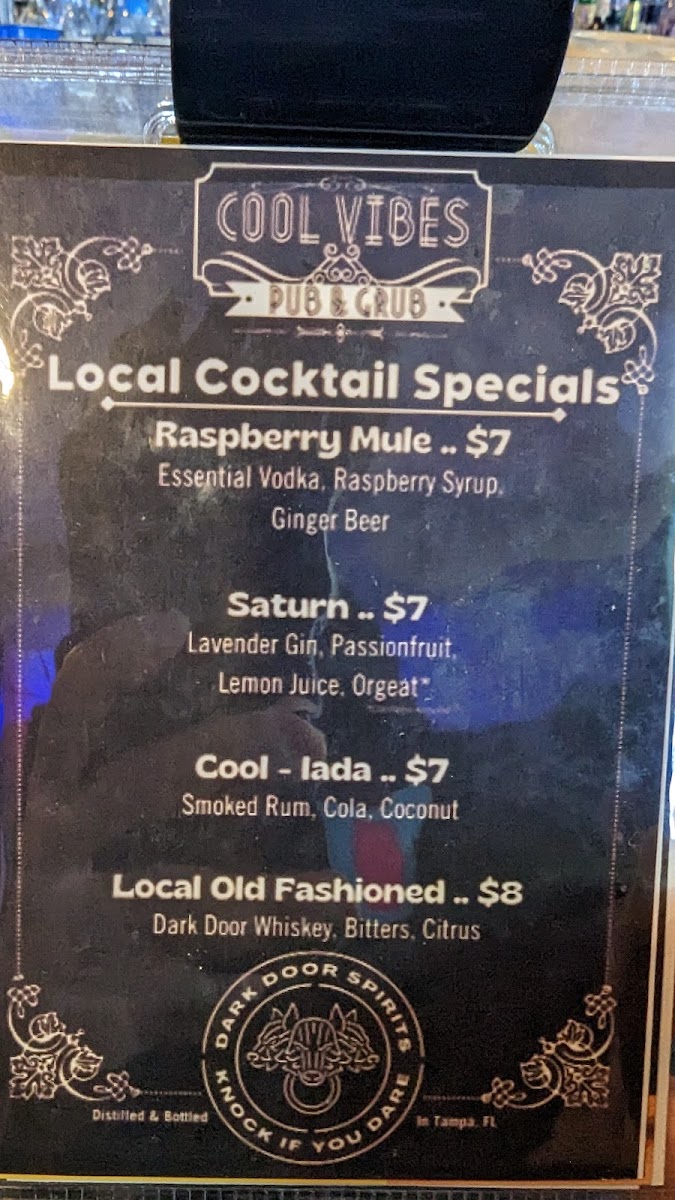 COOL VIBES
PUB & GRUB
Local Cocktail Specials
Raspberry Mule .. $7
Essential Vodka, Raspberry Syrup,
Ginger Beer
Saturn .. $7
Lavender Gin, Passionfruit,
Lemon Juice, Orgeat*
Cool - lada .. $7
Smoked Rum, Cola, Coconut
Local Old Fashioned .. $8
Dark Door Whiskey, Bitters, Citrus
DARK DOOR SPIRITS
KNOCK IF YOU DARE
Distilled & Bottled
In Tampa, FL